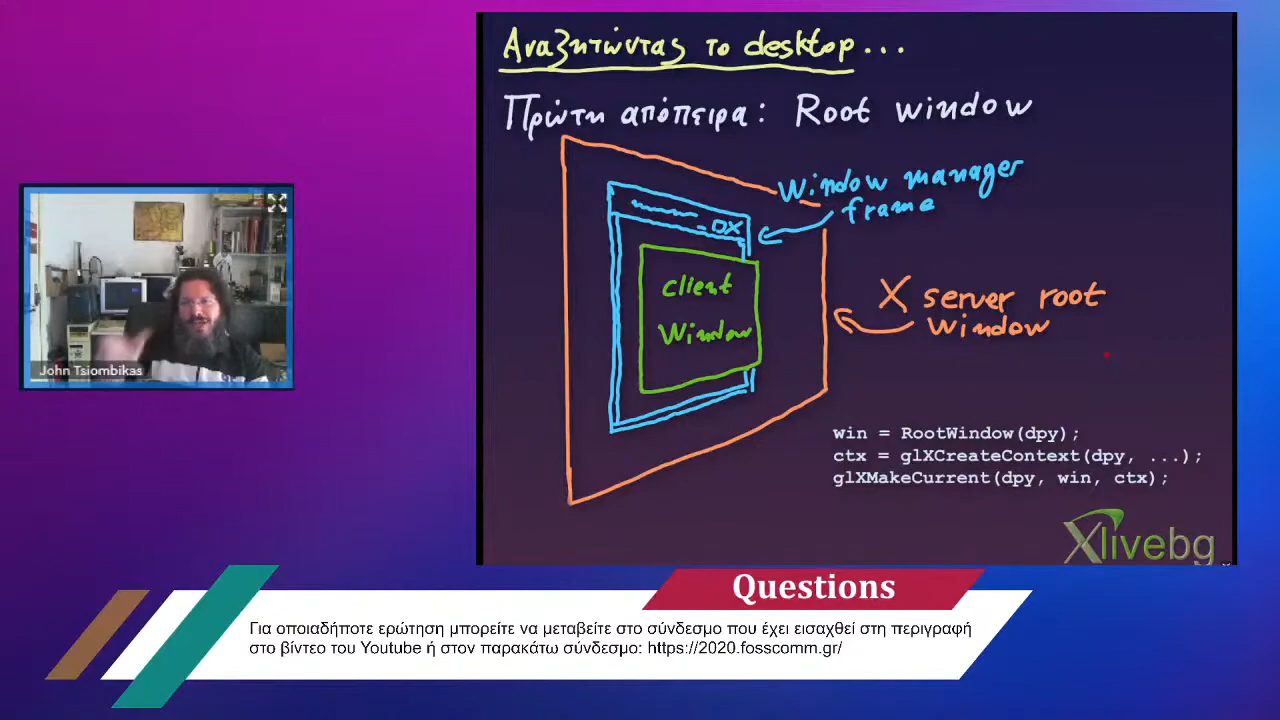 Αναζητώντας το desktop...
Πρώτη απόπειρα: Root window
Window manager
frame
client
Window
X server root
window
win = RootWindow(dpy);
ctx = glXCreateContext(dpy, ...);
glXMakeCurrent(dpy, win, ctx);
Xlivebg
John Tsiombikas
Questions
Για οποιαδήποτε ερώτηση μπορείτε να μεταβείτε στο σύνδεσμο που έχει εισαχθεί στη περιγραφή
στο βίντεο του Youtube ή στον παρακάτω σύνδεσμο: https://2020.fosscomm.gr/